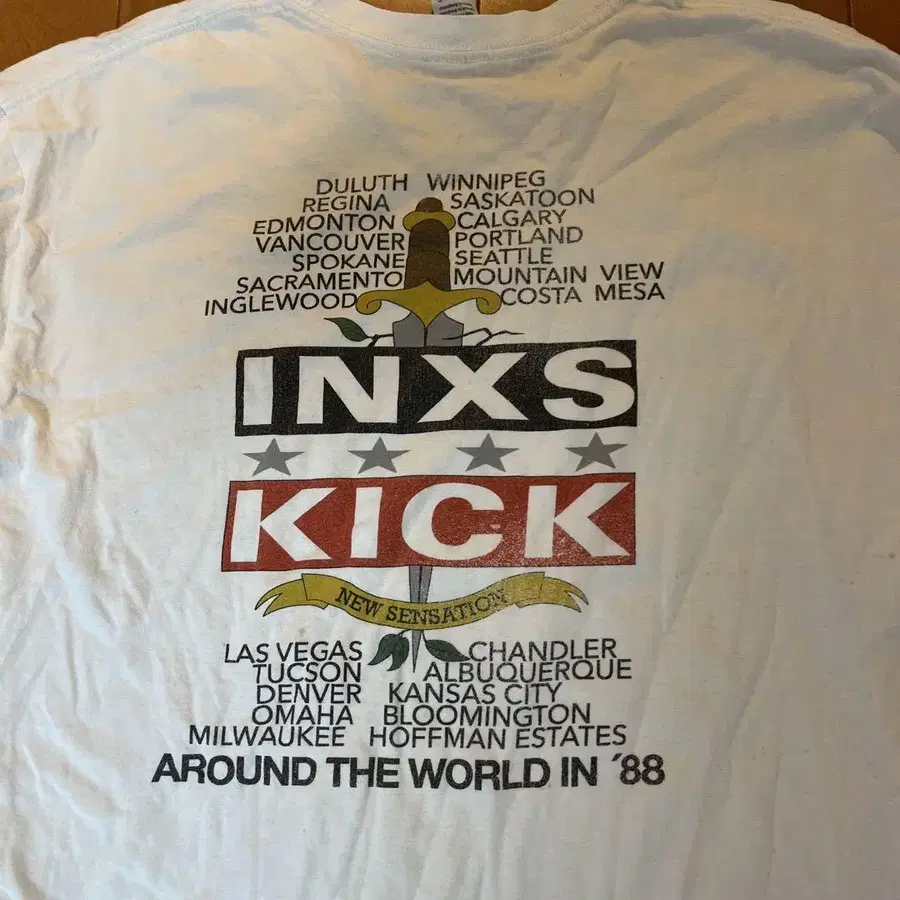 DULUTH WINNIPEG
REGINA SASKATOON
EDMONTON CALGARY
VANCOUVER PORTLAND
SPOKANE SEATTLE
SACRAMENTO MOUNTAIN VIEW
INGLEWOOD COSTA MESA
INXS
KICK
NEW SENSATION
LAS VEGAS CHANDLER
TUCSON ALBUQUERQUE
DENVER KANSAS CITY
OMAHA BLOOMINGTON
MILWAUKEE HOFFMAN ESTATES
AROUND THE WORLD IN ´88